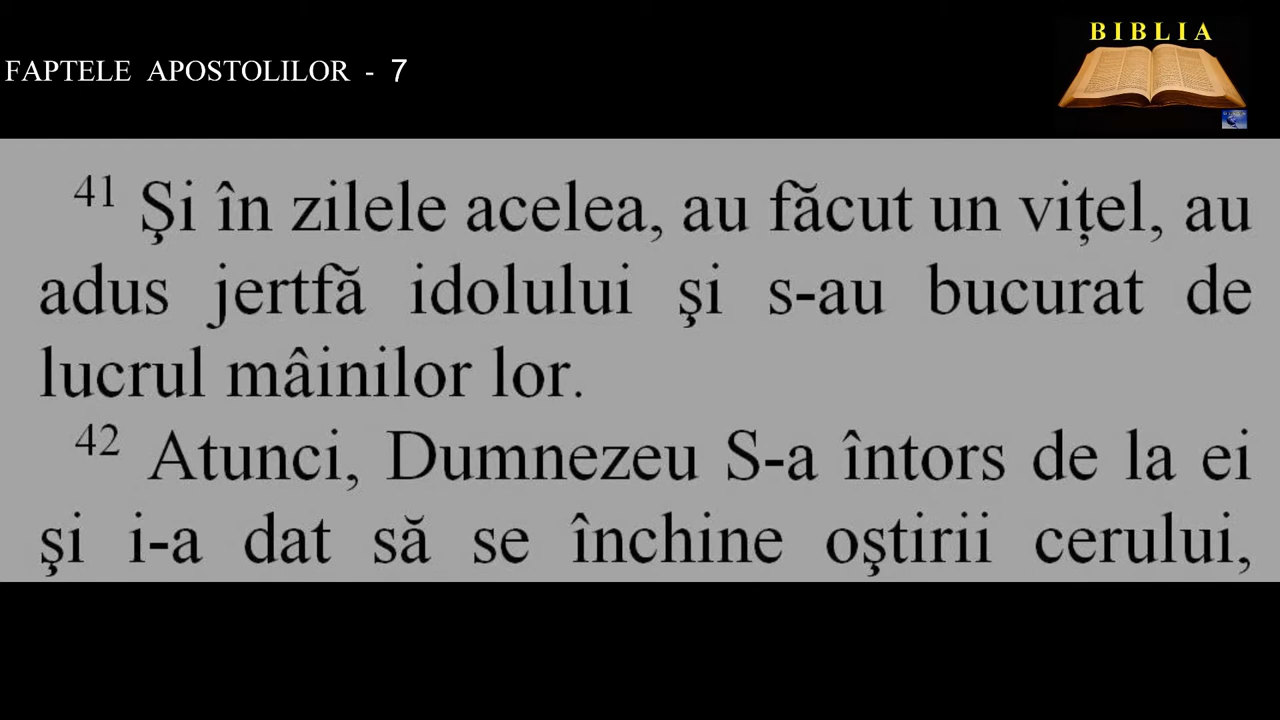 BIBLIA
FAPTELE APOSTOLILOR - 7
41 Şi în zilele acelea, au făcut un viţel, au
adus jertfă idolului şi s-au bucurat de
lucrul mâinilor lor.
42 Atunci, Dumnezeu S-a întors de la ei
şi i-a dat să se închine oştirii cerului,